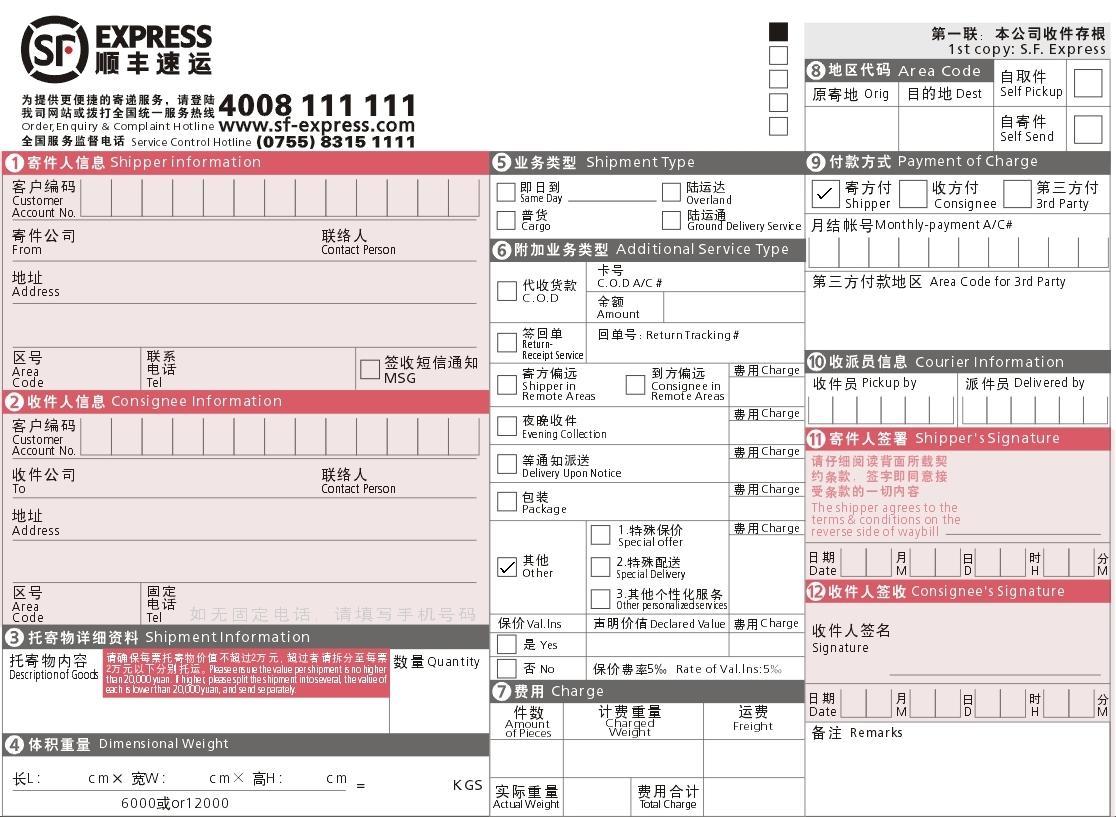 SF EXPRESS
顺丰速运
为提供更便捷的寄递服务，请登陆
我司网站或拨打全国统一服务热线
4008 111 111
Order,Enquiry & Complaint Hotline www.sf-express.com
全国服务监督电话 Service Control Hotline (0755) 8315 1111
第一联：本公司收件存根
1st copy: S.F. Express
8 地区代码 Area Code
原寄地 Orig 目的地 Dest
自取件
Self Pickup
自寄件
Self Send
1 寄件人信息 Shipper information
客户编码
Customer
Account No.
寄件公司
From
联络人
Contact Person
地址
Address
区号
Area
Code
联系
电话
Tel
签收短信通知
MSG
2 收件人信息 Consignee Information
客户编码
Customer
Account No.
收件公司
To
联络人
Contact Person
地址
Address
区号
Area
Code
固定
电话
Tel
如无固定电话，请填写手机号码
3 托寄物详细资料 Shipment Information
托寄物内容
Description of Goods
请确保每票托寄物价值不超过2万元，超过者请拆分至每票
2万元以下分别托运。Please ensure the value per shipment is no higher
than 20,000yuan. If higher, please split the shipment into several, the value of
each is lower than 20,000 yuan, and send separately.
数量 Quantity
4 体积重量 Dimensional Weight
长L: cm× 宽W: cm× 高H: cm = KGS
6000或or12000
5 业务类型 Shipment Type
即日到
Same Day
陆运达
Overland
普货
Cargo
陆运通
Ground Delivery Service
6 附加业务类型 Additional Service Type
代收货款
C.O.D
卡号
C.O.D A/C #
金额
Amount
签回单
Return-
Receipt Service
回单号: Return Tracking #
寄方偏远
Shipper in
Remote Areas
到方偏远
Consignee in
Remote Areas
费用 Charge
夜晚收件
Evening Collection
费用 Charge
等通知派送
Delivery Upon Notice
费用 Charge
包装
Package
费用 Charge
其他
Other
1.特殊保价
Special offer
2.特殊配送
Special Delivery
3.其他个性化服务
Other personalized services
费用 Charge
保价 Val.Ins
声明价值 Declared Value
费用 Charge
是 Yes
否 No
保价费率5‰ Rate of Val.Ins:5‰
7 费用 Charge
件数
Amount
of Pieces
计费重量
Charged
Weight
运费
Freight
实际重量
Actual Weight
费用合计
Total Charge
9 付款方式 Payment of Charge
寄方付
Shipper
收方付
Consignee
第三方付
3rd Party
月结帐号 Monthly-payment A/C#
第三方付款地区 Area Code for 3rd Party
10 收派员信息 Courier Information
收件员 Pickup by
派件员 Delivered by
11 寄件人签署 Shipper's Signature
请仔细阅读背面所载契
约条款，签字即同意接
受条款的一切内容
The shipper agrees to the
terms & conditions on the
reverse side of waybill
日期 月 日 时 分
Date M D H M
12 收件人签收 Consignee's Signature
收件人签名
Signature
日期 月 日 时 分
Date M D H M
备注 Remarks